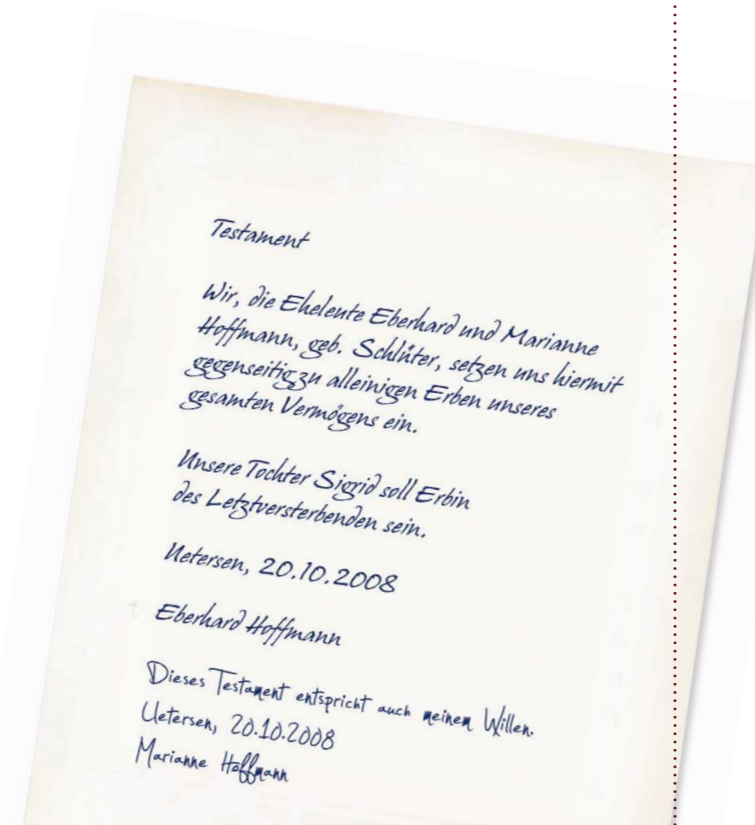 Testament
Wir, die Eheleute Eberhard und Marianne
Hoffmann, geb. Schlüter, setzen uns hiermit
gegenseitig zu alleinigen Erben unseres
gesamten Vermögens ein.
Unsere Tochter Sigrid soll Erbin
des Letztversterbenden sein.
Uetersen, 20.10.2008
Eberhard Hoffmann
Dieses Testament entspricht auch meinem Willen.
Uetersen, 20.10.2008
Marianne Hoffmann